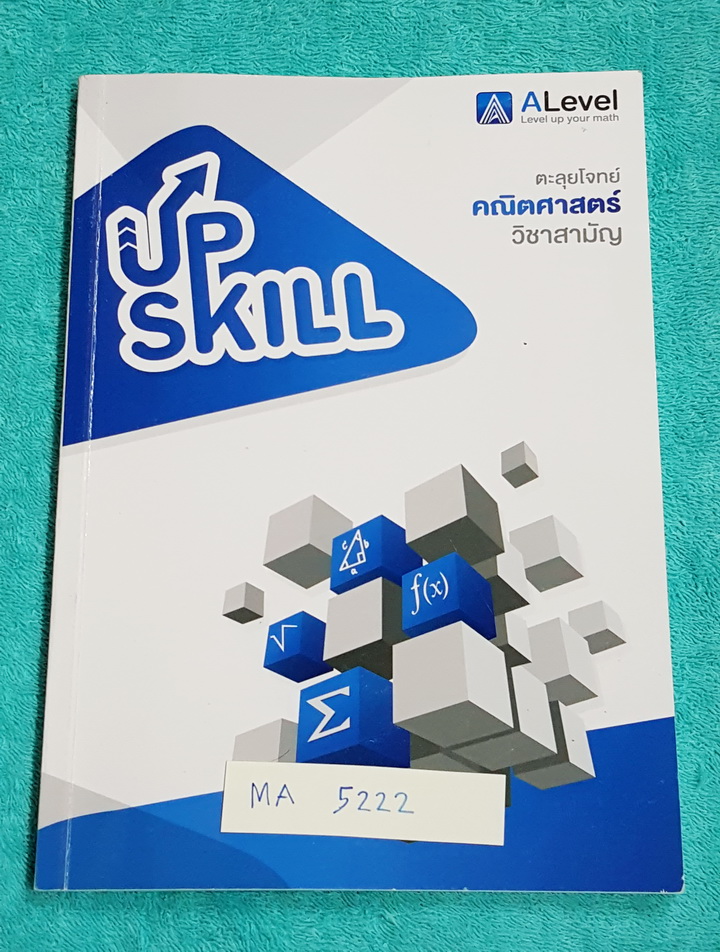 ALevel
Level up your math
ตะลุยโจทย์
คณิตศาสตร์
วิชาสามัญ
UP
SKILL
c
b
a
f(x)
√
Σ
MA 5222